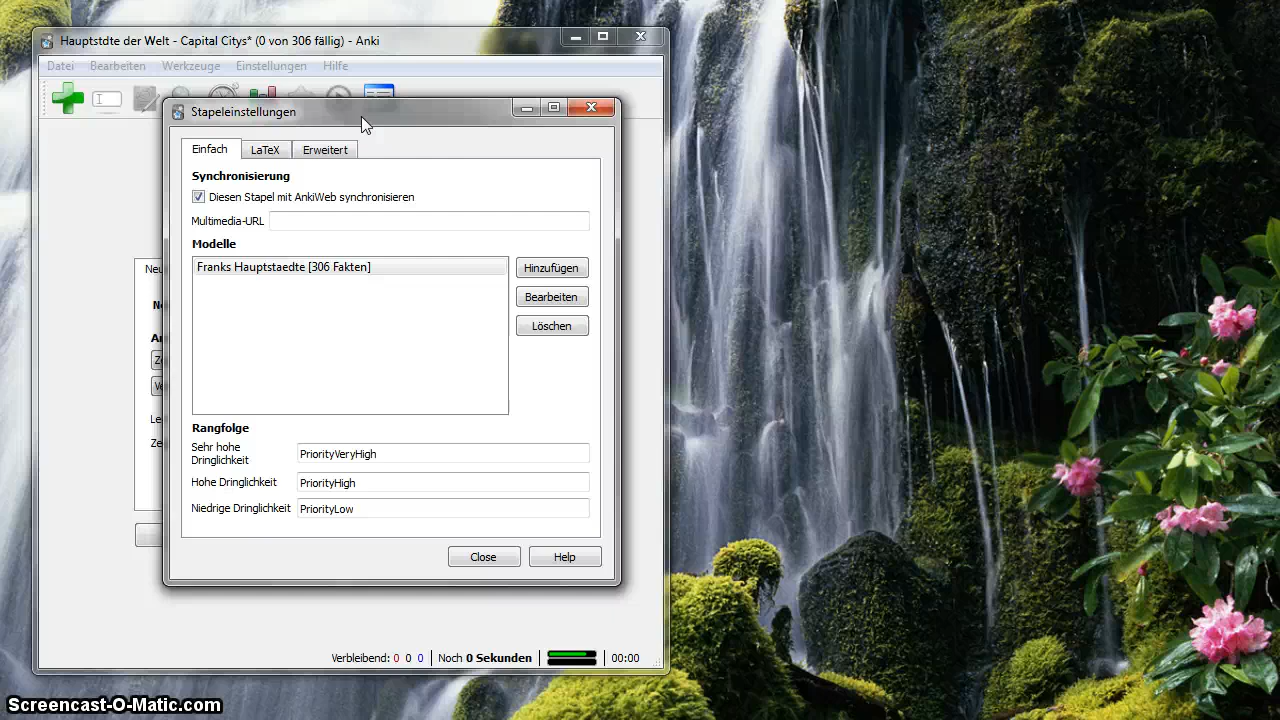 Hauptstdte der Welt - Capital Citys* (0 von 306 fällig) - Anki
Datei Bearbeiten Werkzeuge Einstellungen Hilfe
Stapeleinstellungen
Einfach LaTeX Erweitert
Synchronisierung
Diesen Stapel mit AnkiWeb synchronisieren
Multimedia-URL
Modelle
Franks Hauptstaedte [306 Fakten]
Hinzufügen
Bearbeiten
Löschen
Rangfolge
Sehr hohe
Dringlichkeit
PriorityVeryHigh
Hohe Dringlichkeit PriorityHigh
Niedrige Dringlichkeit PriorityLow
Close Help
Verbleibend: 0 0 0 Noch 0 Sekunden 00:00
Screencast-O-Matic.com